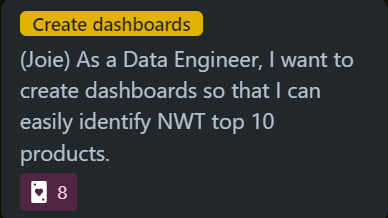 Create dashboards
(Joie) As a Data Engineer, I want to
create dashboards so that I can
easily identify NWT top 10
products.
8